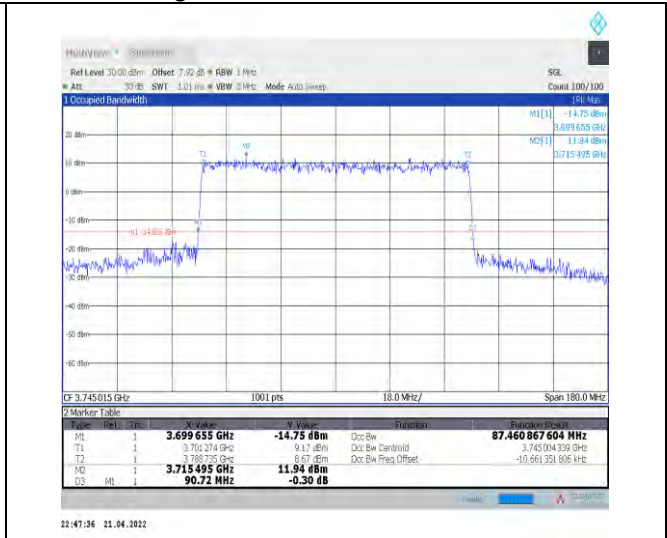 MultiView Spectrum
Ref Level 30.00 dBm Offset 7.92 dB RBW 1 MHz SGL
Att 30 dB SWT 1.01 ms VBW 3 MHz Mode Auto Sweep Count 100/100
1 Occupied Bandwidth 1Pk Max
M1[1] -14.75 dBm
3.699 655 GHz
M2[1] 11.94 dBm
3.715 495 GHz
20 dBm
M2
T1 T2
10 dBm
0 dBm
-10 dBm
M1 D3
-20 dBm
-30 dBm
-40 dBm
-50 dBm
-60 dBm
CF 3.745 015 GHz 1001 pts 18.0 MHz/ Span 180.0 MHz
2 Marker Table
Type Ref Trc X-Value Y-Value Function Function Result
M1 1 3.699 655 GHz -14.75 dBm Occ Bw 87.460 867 604 MHz
T1 1 3.701 274 GHz 9.17 dBm Occ Bw Centroid 3.745 004 339 GHz
T2 1 3.788 735 GHz 8.67 dBm Occ Bw Freq Offset -10.661 351 806 kHz
M2 1 3.715 495 GHz 11.94 dBm
D3 M1 1 90.72 MHz -0.30 dB
22:47:36 21.04.2022